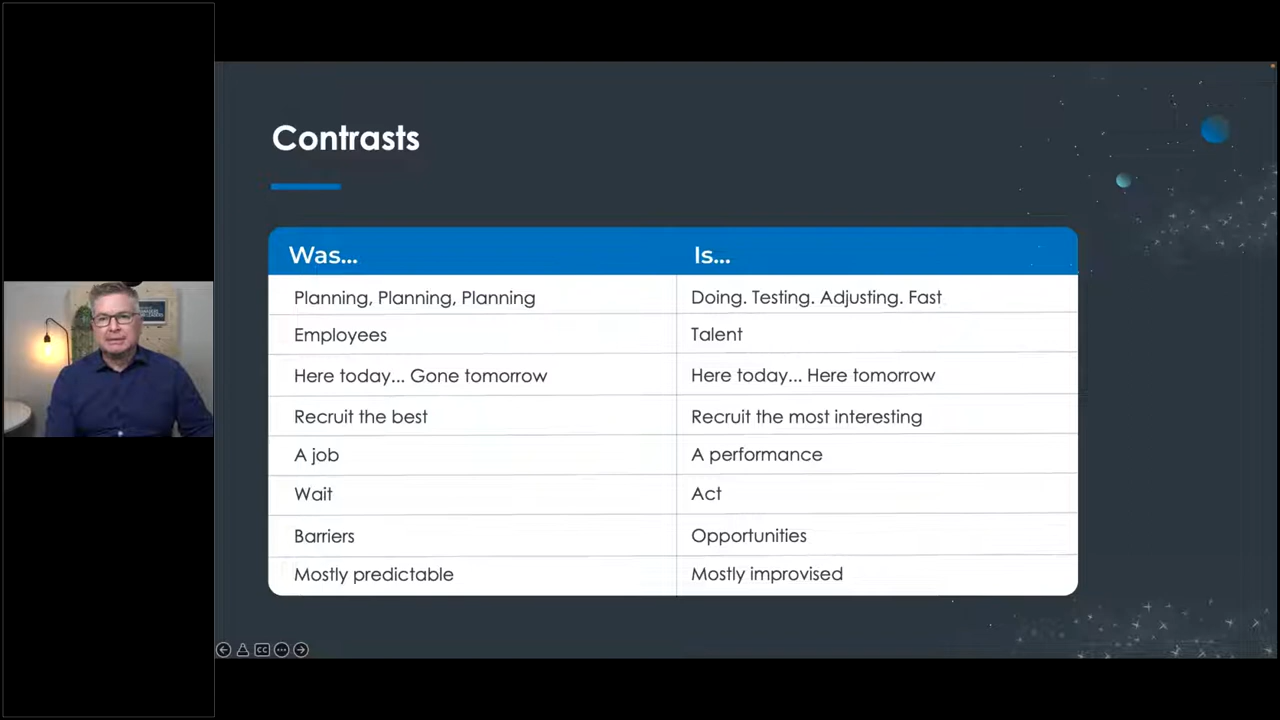 Contrasts
Was... Is...
Planning, Planning, Planning Doing. Testing. Adjusting. Fast
Employees Talent
Here today... Gone tomorrow Here today... Here tomorrow
Recruit the best Recruit the most interesting
A job A performance
Wait Act
Barriers Opportunities
Mostly predictable Mostly improvised
CC